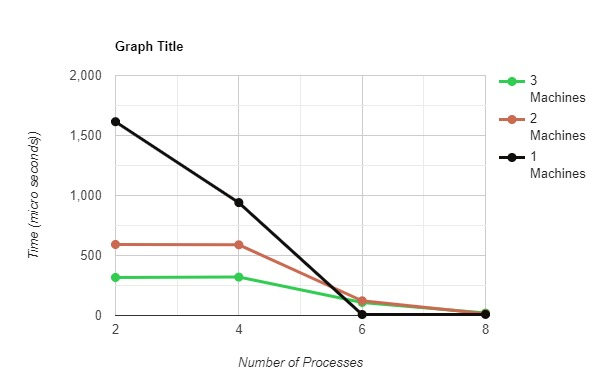 Graph Title
2,000
1,500
1,000
500
0
2
4
6
8
Time (micro seconds))
Number of Processes
3
Machines
2
Machines
1
Machines